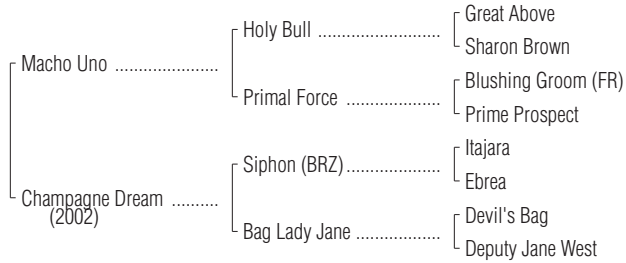 Great Above
Holy Bull ........................
Sharon Brown
Macho Uno ....................
Blushing Groom (FR)
Primal Force ..................
Prime Prospect
Itajara
Siphon (BRZ)..................
Ebrea
Champagne Dream .........
(2002)
Devil's Bag
Bag Lady Jane ................
Deputy Jane West